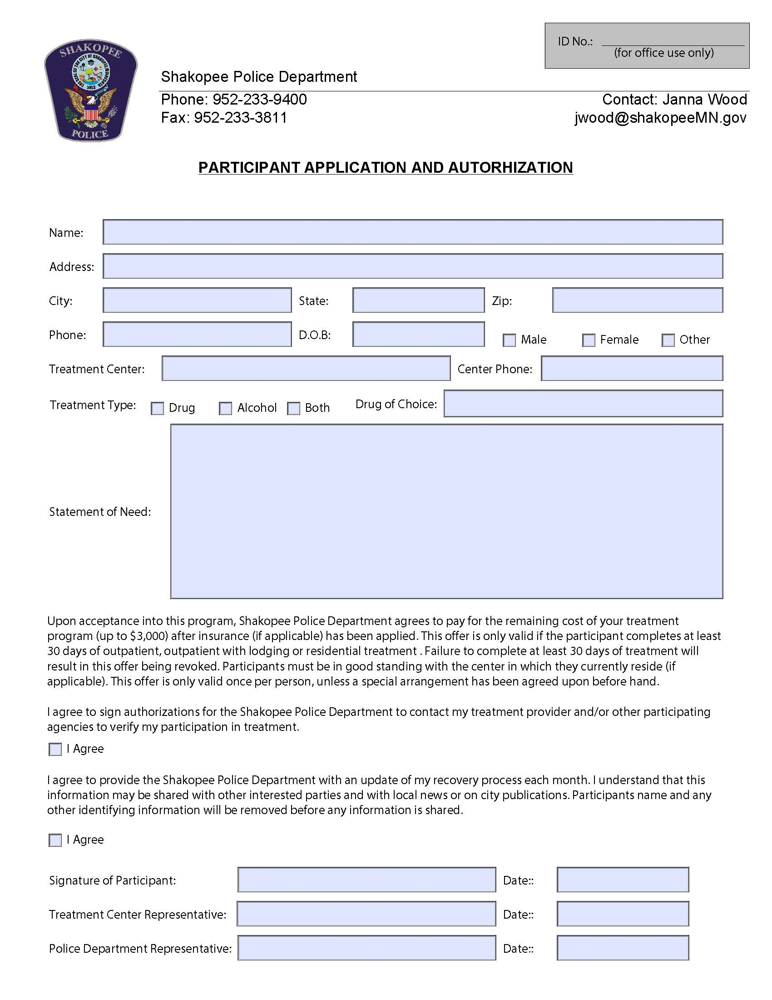 ID No.:
(for office use only)
SHAKOPEE
THE SEAL OF THE CITY OF SHAKOPEE, MINNESOTA
1853
POLICE
Shakopee Police Department
Phone: 952-233-9400
Contact: Janna Wood
Fax: 952-233-3811
jwood@shakopeeMN.gov
PARTICIPANT APPLICATION AND AUTORHIZATION
Name:
Address:
City: State: Zip:
Phone: D.O.B: Male Female Other
Treatment Center: Center Phone:
Treatment Type: Drug Alcohol Both Drug of Choice:
Statement of Need:
Upon acceptance into this program, Shakopee Police Department agrees to pay for the remaining cost of your treatment
program (up to $3,000) after insurance (if applicable) has been applied. This offer is only valid if the participant completes at least
30 days of outpatient, outpatient with lodging or residential treatment . Failure to complete at least 30 days of treatment will
result in this offer being revoked. Participants must be in good standing with the center in which they currently reside (if
applicable). This offer is only valid once per person, unless a special arrangement has been agreed upon before hand.
I agree to sign authorizations for the Shakopee Police Department to contact my treatment provider and/or other participating
agencies to verify my participation in treatment.
I Agree
I agree to provide the Shakopee Police Department with an update of my recovery process each month. I understand that this
information may be shared with other interested parties and with local news or on city publications. Participants name and any
other identifying information will be removed before any information is shared.
I Agree
Signature of Participant: Date::
Treatment Center Representative: Date::
Police Department Representative: Date::